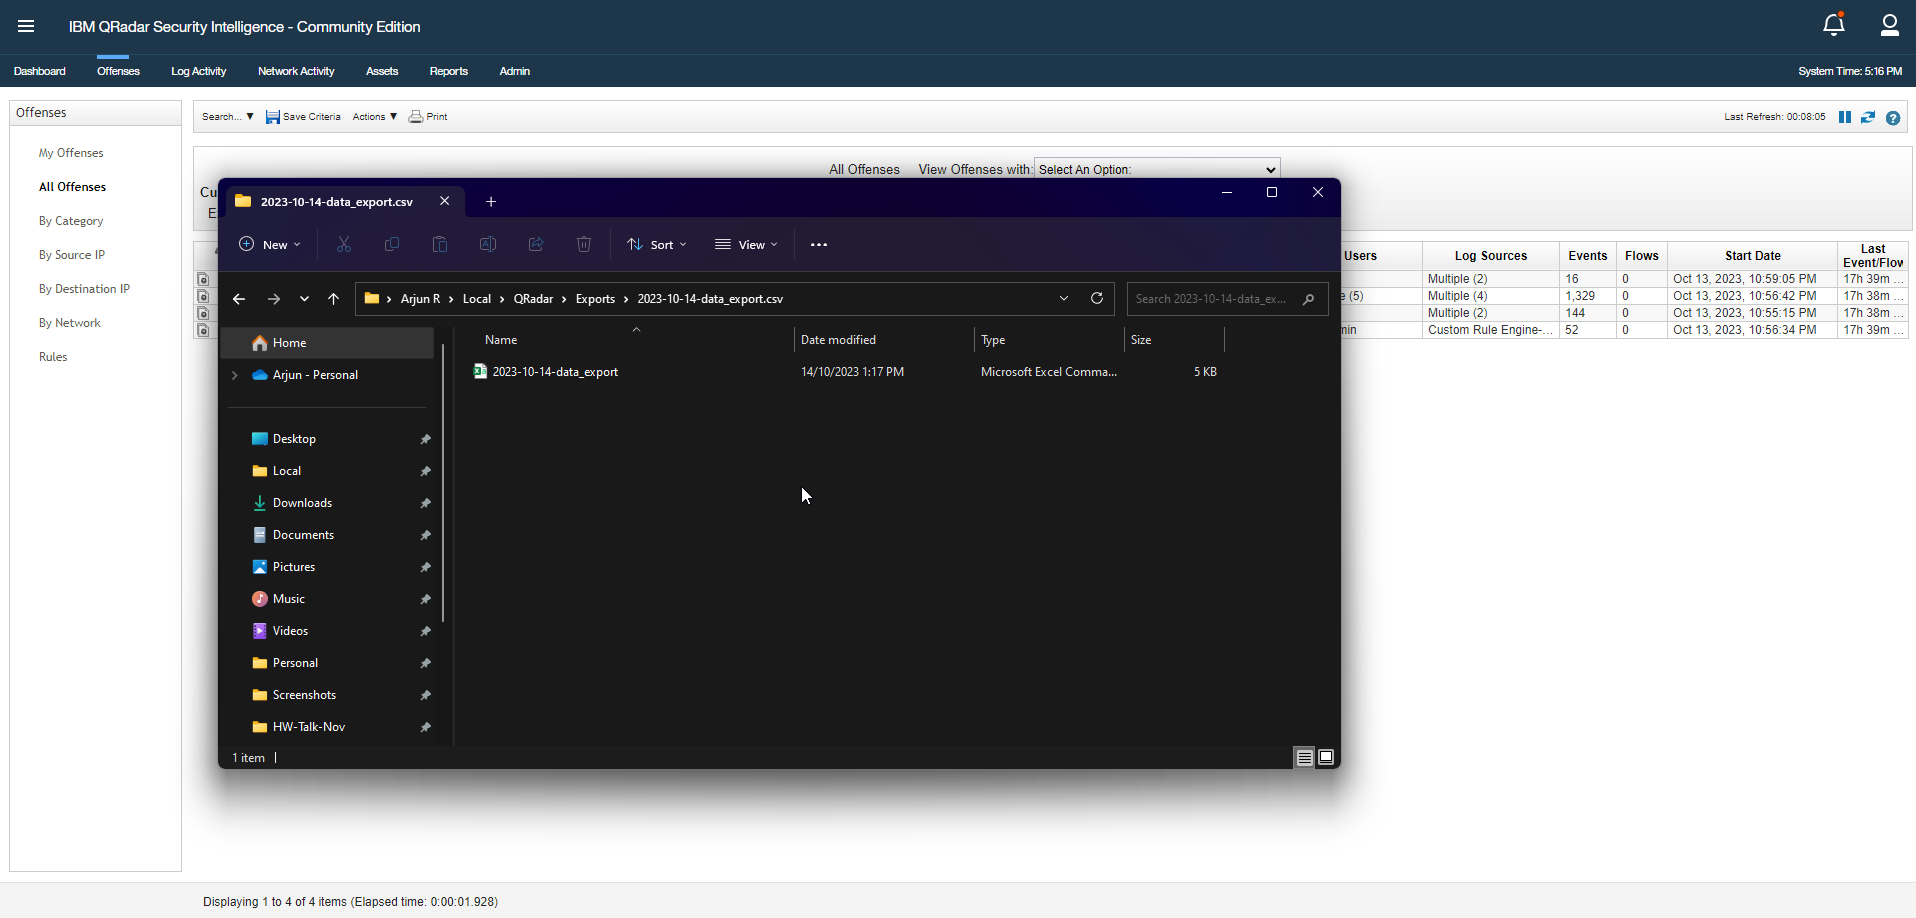 IBM QRadar Security Intelligence - Community Edition
Dashboard Offenses Log Activity Network Activity Assets Reports Admin System Time: 5:16 PM
Offenses
My Offenses
All Offenses
By Category
By Source IP
By Destination IP
By Network
Rules
Search... ▼ Save Criteria Actions ▼ Print Last Refresh: 00:08:05
All Offenses View Offenses with: Select An Option:
Cu
E
2023-10-14-data_export.csv
New Sort View
Arjun R > Local > QRadar > Exports > 2023-10-14-data_export.csv
Search 2023-10-14-data_ex...
Home
Arjun - Personal
Desktop
Local
Downloads
Documents
Pictures
Music
Videos
Personal
Screenshots
HW-Talk-Nov
Name Date modified Type Size
2023-10-14-data_export 14/10/2023 1:17 PM Microsoft Excel Comma... 5 KB
1 item
Users Log Sources Events Flows Start Date Last Event/Flow
Multiple (2) 16 0 Oct 13, 2023, 10:59:05 PM 17h 39m ...
e (5) Multiple (4) 1,329 0 Oct 13, 2023, 10:56:42 PM 17h 38m ...
Multiple (2) 144 0 Oct 13, 2023, 10:55:15 PM 17h 38m ...
min Custom Rule Engine-... 52 0 Oct 13, 2023, 10:56:34 PM 17h 39m ...
Displaying 1 to 4 of 4 items (Elapsed time: 0:00:01.928)